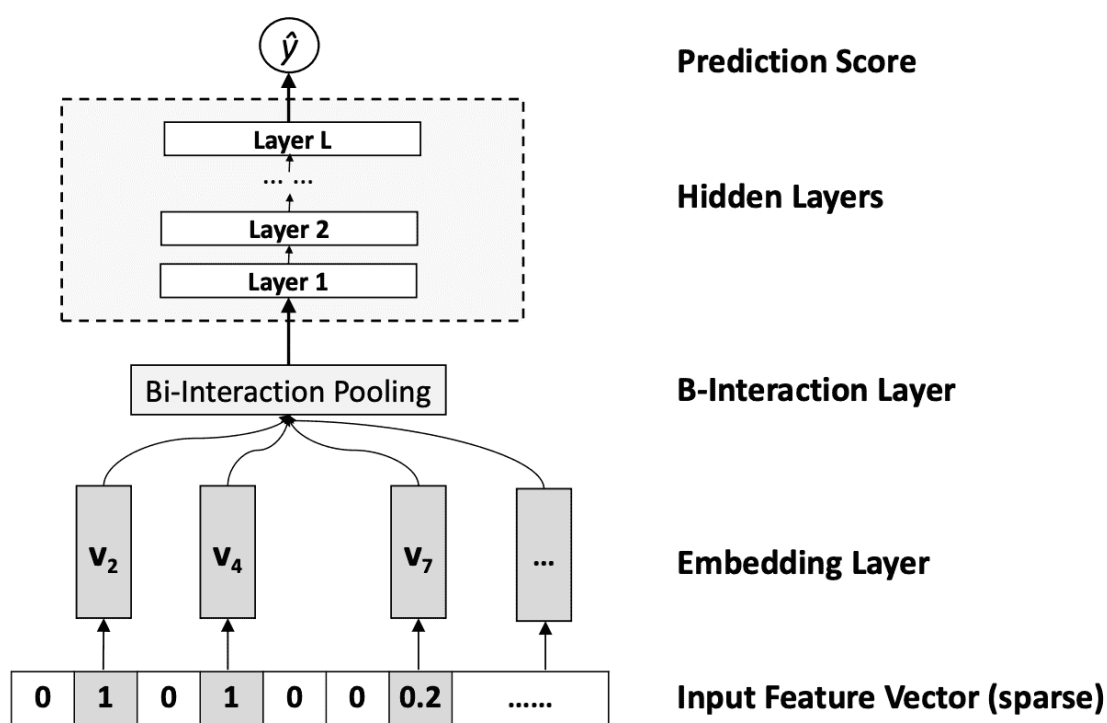 ŷ
Prediction Score
Layer L
... ...
Hidden Layers
Layer 2
Layer 1
Bi-Interaction Pooling
B-Interaction Layer
v2 v4 v7 ...
Embedding Layer
0 1 0 1 0 0 0.2 ......
Input Feature Vector (sparse)